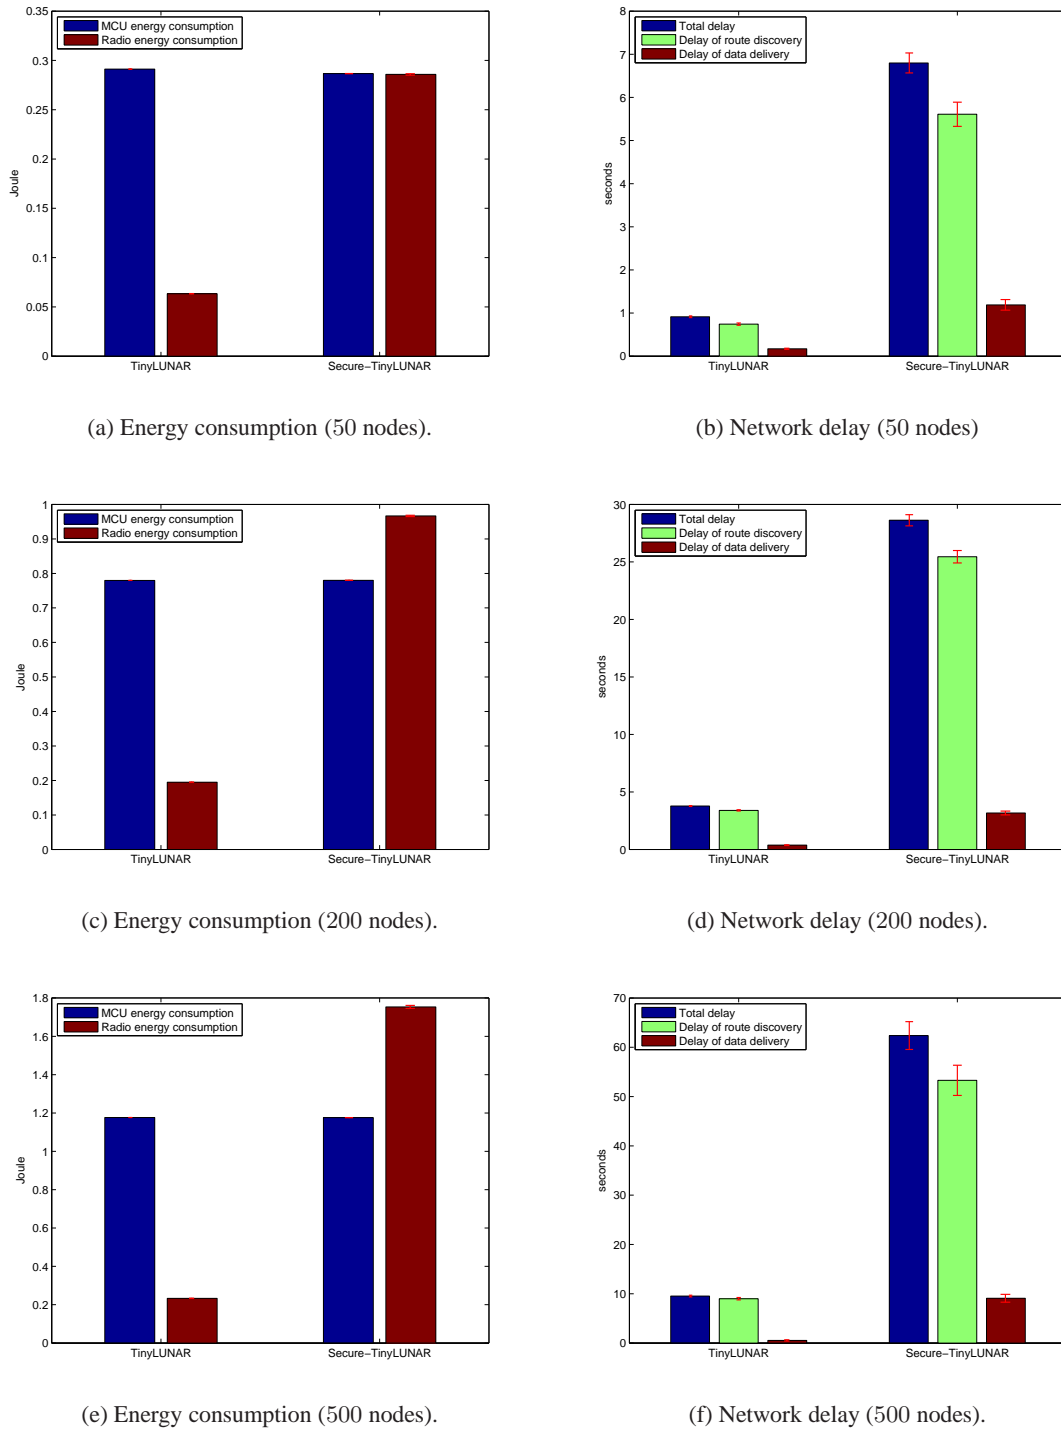 0.35
0.3
0.25
0.2
0.15
0.1
0.05
0
Joule
MCU energy consumption
Radio energy consumption
TinyLUNAR
Secure−TinyLUNAR
(a) Energy consumption (50 nodes).
8
7
6
5
4
3
2
1
0
seconds
Total delay
Delay of route discovery
Delay of data delivery
TinyLUNAR
Secure−TinyLUNAR
(b) Network delay (50 nodes)
1
0.9
0.8
0.7
0.6
0.5
0.4
0.3
0.2
0.1
0
Joule
MCU energy consumption
Radio energy consumption
TinyLUNAR
Secure−TinyLUNAR
(c) Energy consumption (200 nodes).
30
25
20
15
10
5
0
seconds
Total delay
Delay of route discovery
Delay of data delivery
TinyLUNAR
Secure−TinyLUNAR
(d) Network delay (200 nodes).
1.8
1.6
1.4
1.2
1
0.8
0.6
0.4
0.2
0
Joule
MCU energy consumption
Radio energy consumption
TinyLUNAR
Secure−TinyLUNAR
(e) Energy consumption (500 nodes).
70
60
50
40
30
20
10
0
seconds
Total delay
Delay of route discovery
Delay of data delivery
TinyLUNAR
Secure−TinyLUNAR
(f) Network delay (500 nodes).